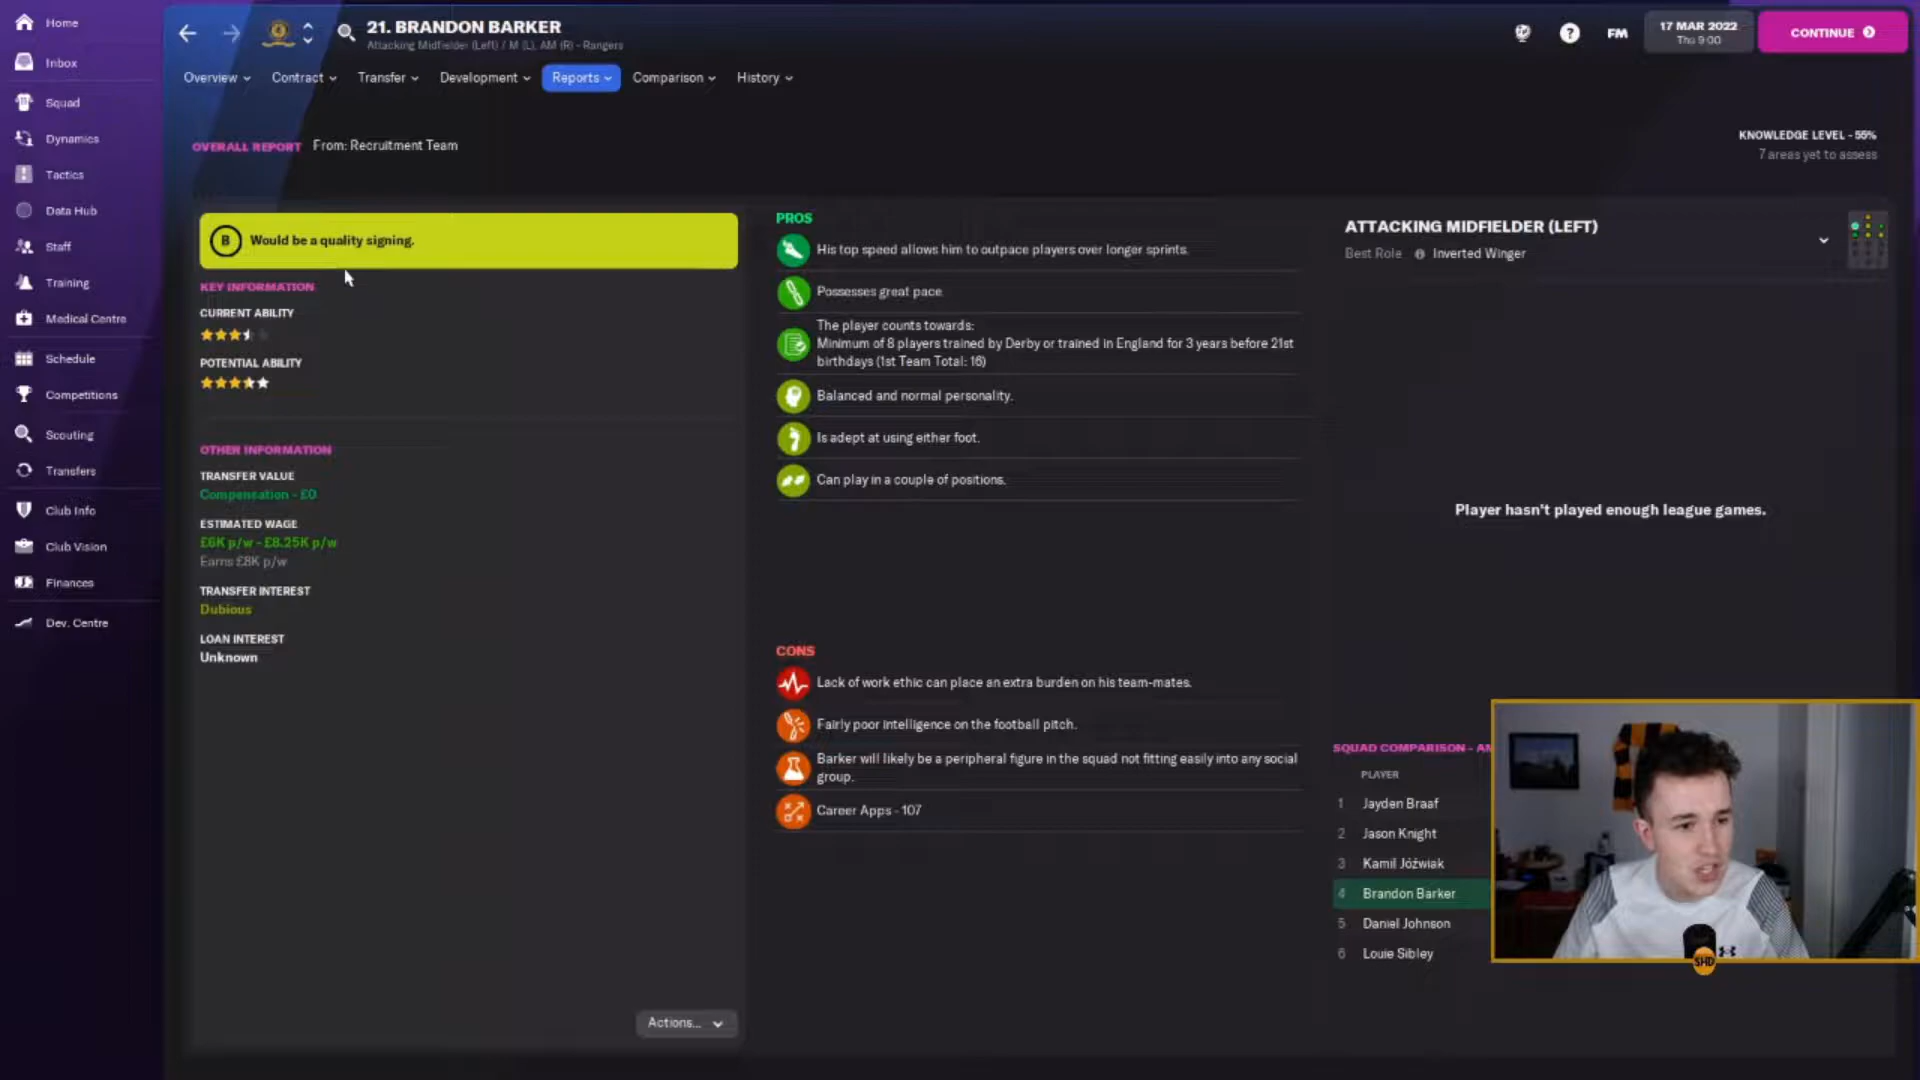 Home
Inbox
Squad
Dynamics
Tactics
Data Hub
Staff
Training
Medical Centre
Schedule
Competitions
Scouting
Transfers
Club Info
Club Vision
Finances
Dev. Centre
21. BRANDON BARKER
Attacking Midfielder (Left) / M (L), AM (R) - Rangers
?
FM
17 MAR 2022
Thu 9:00
CONTINUE
Overview
Contract
Transfer
Development
Reports
Comparison
History
OVERALL REPORT From: Recruitment Team
KNOWLEDGE LEVEL - 55%
7 areas yet to assess
B Would be a quality signing.
KEY INFORMATION
CURRENT ABILITY
POTENTIAL ABILITY
OTHER INFORMATION
TRANSFER VALUE
Compensation - £0
ESTIMATED WAGE
£6K p/w - £8.25K p/w
Earns £8K p/w
TRANSFER INTEREST
Dubious
LOAN INTEREST
Unknown
Actions...
PROS
His top speed allows him to outpace players over longer sprints.
Possesses great pace.
The player counts towards:
Minimum of 8 players trained by Derby or trained in England for 3 years before 21st
birthdays (1st Team Total: 16)
Balanced and normal personality.
Is adept at using either foot.
Can play in a couple of positions.
CONS
Lack of work ethic can place an extra burden on his team-mates.
Fairly poor intelligence on the football pitch.
Barker will likely be a peripheral figure in the squad not fitting easily into any social
group.
Career Apps - 107
ATTACKING MIDFIELDER (LEFT)
Best Role Inverted Winger
Player hasn't played enough league games.
SQUAD COMPARISON - AM
PLAYER
1 Jayden Braaf
2 Jason Knight
3 Kamil Jóźwiak
4 Brandon Barker
5 Daniel Johnson
6 Louie Sibley
SHD